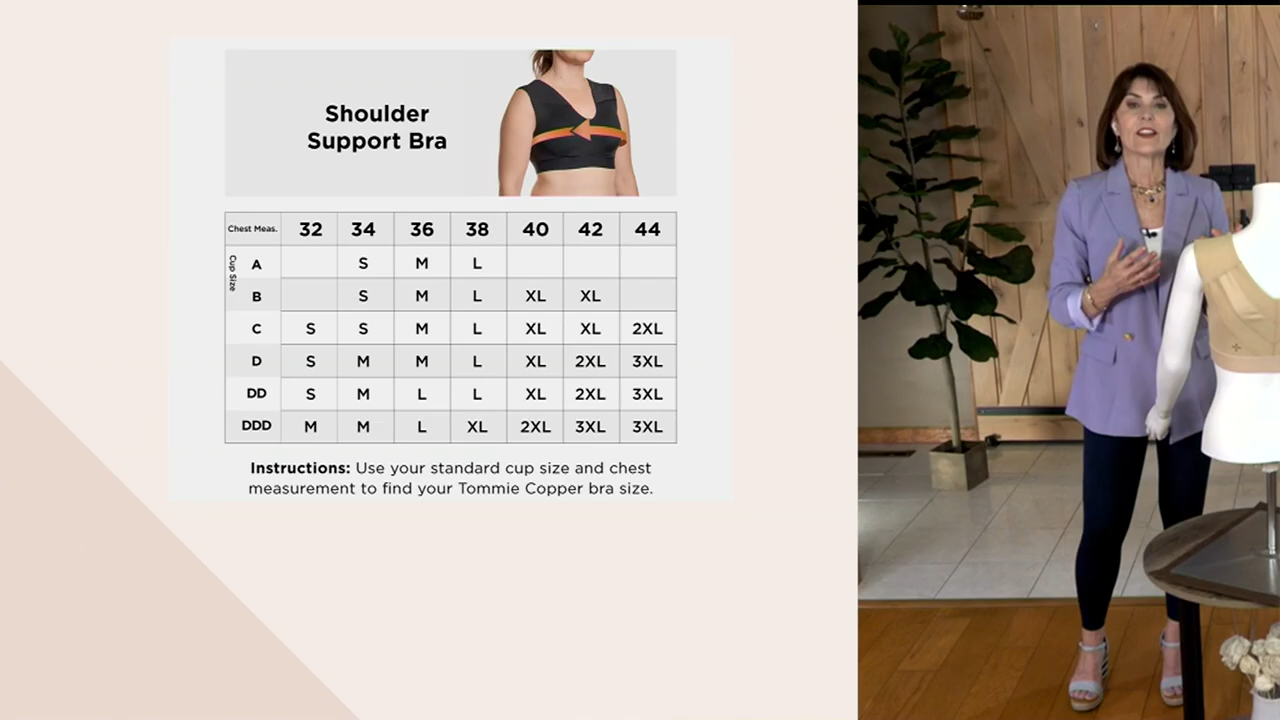 Shoulder
Support Bra
Chest Meas. 32 34 36 38 40 42 44
Cup Size
A S M L
B S M L XL XL
C S S M L XL XL 2XL
D S M M L XL 2XL 3XL
DD S M L L XL 2XL 3XL
DDD M M L XL 2XL 3XL 3XL
Instructions: Use your standard cup size and chest
measurement to find your Tommie Copper bra size.